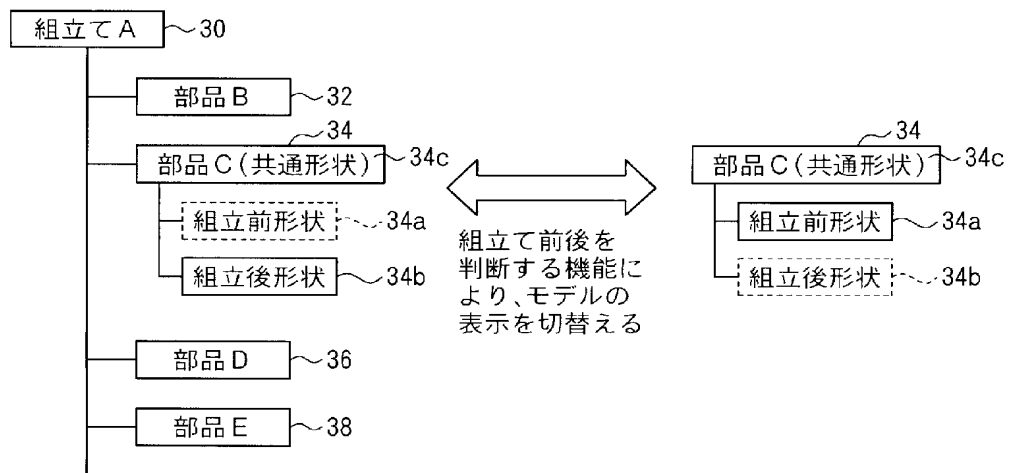 組立てA 30
部品B 32
34
部品C(共通形状) 34c
組立前形状 34a
組立後形状 34b
部品D 36
部品E 38
組立て前後を
判断する機能に
より、モデルの
表示を切替える
34
部品C(共通形状) 34c
組立前形状 34a
組立後形状 34b